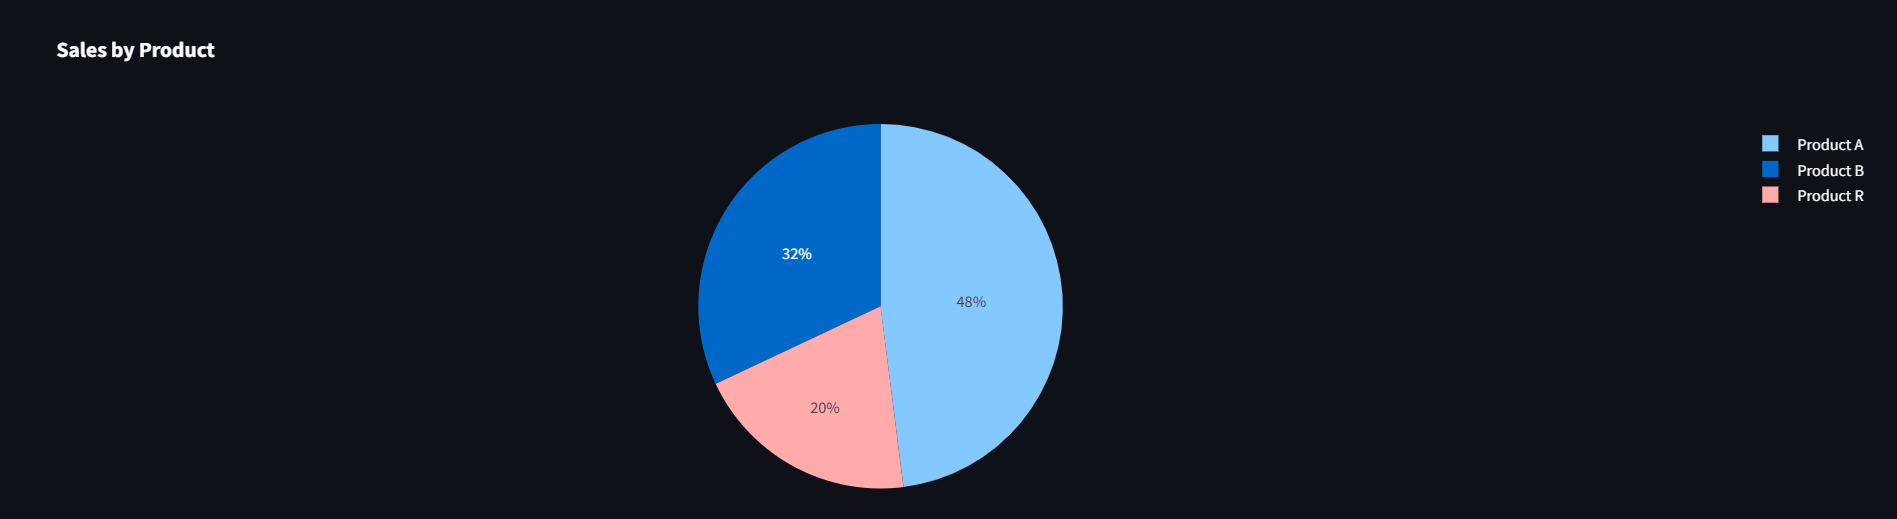 Sales by Product
Product A
Product B
Product R
32%
48%
20%